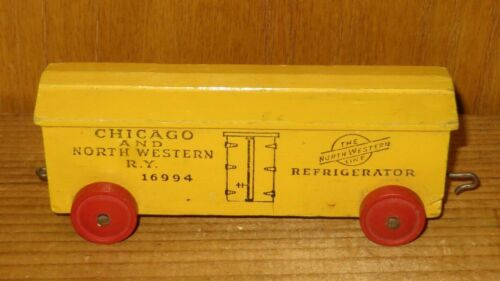 CHICAGO
AND
NORTH WESTERN
R.Y.
16994
THE
NORTH WESTERN
LINE
REFRIGERATOR